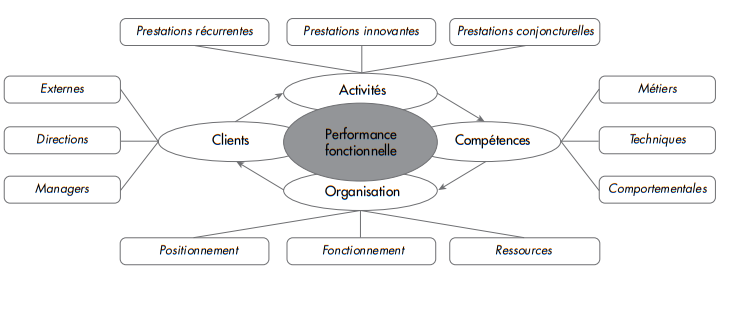 Prestations récurrentes
Prestations innovantes
Prestations conjoncturelles
Activités
Externes
Directions
Managers
Clients
Performance
fonctionnelle
Compétences
Métiers
Techniques
Comportementales
Organisation
Positionnement
Fonctionnement
Ressources